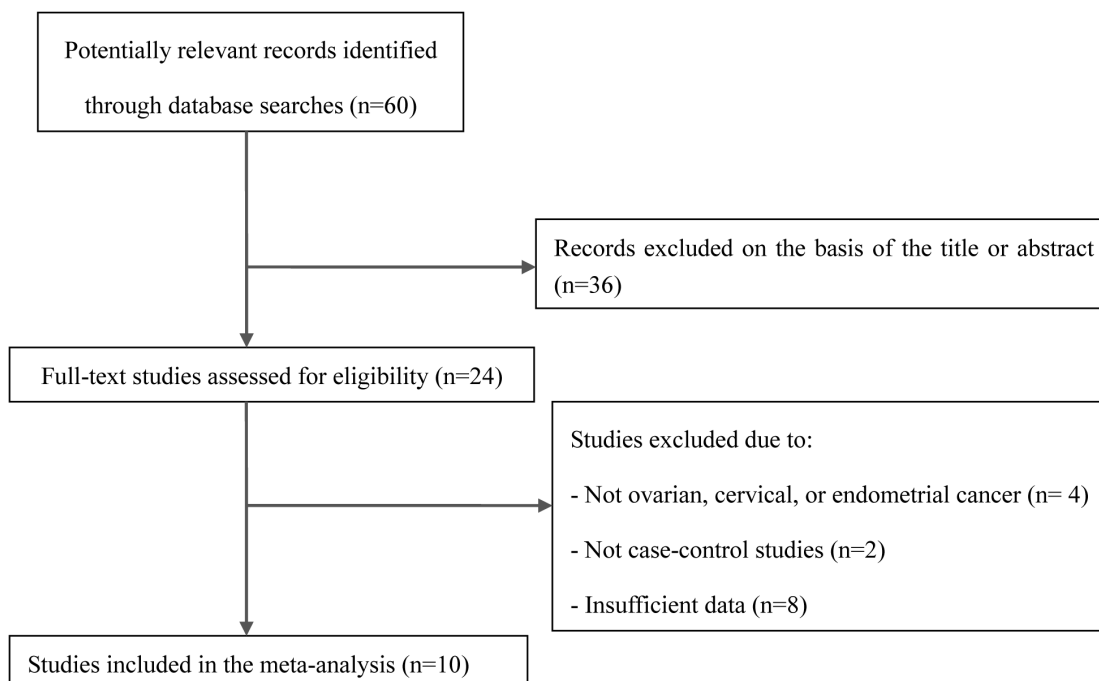 Potentially relevant records identified
through database searches (n=60)
Records excluded on the basis of the title or abstract
(n=36)
Full-text studies assessed for eligibility (n=24)
Studies excluded due to:
- Not ovarian, cervical, or endometrial cancer (n= 4)
- Not case-control studies (n=2)
- Insufficient data (n=8)
Studies included in the meta-analysis (n=10)